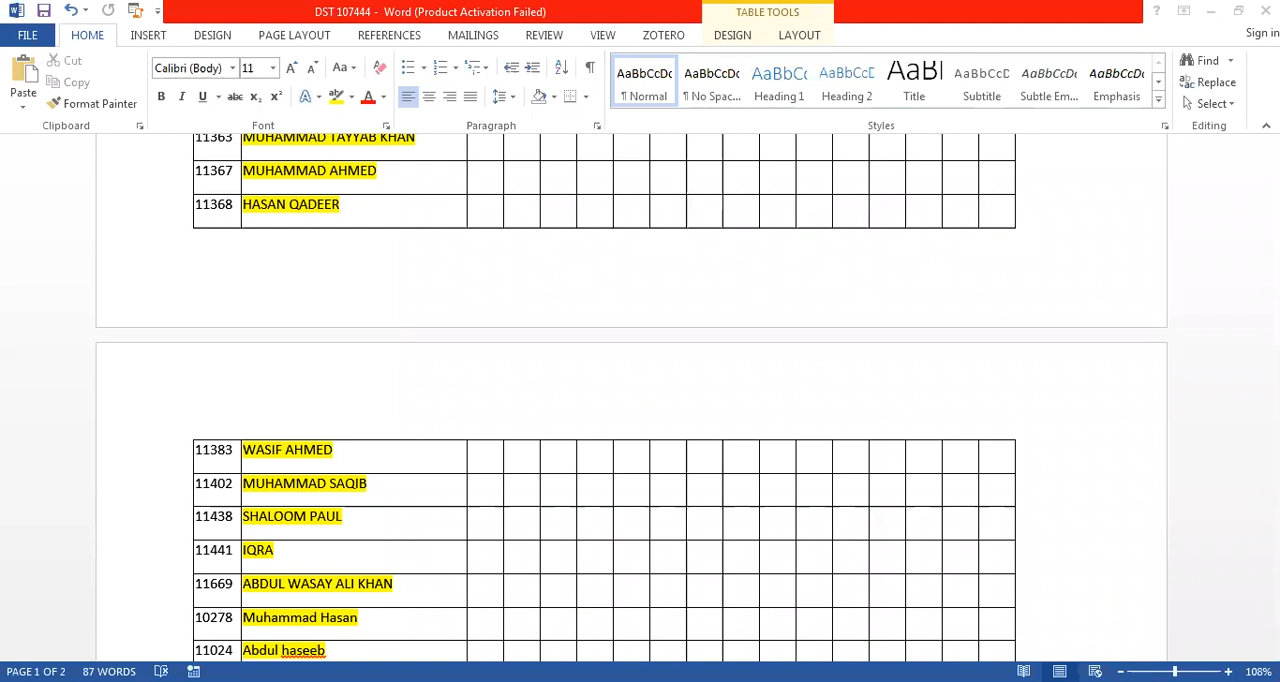 DST 107444 - Word (Product Activation Failed)
TABLE TOOLS
?
FILE HOME INSERT DESIGN PAGE LAYOUT REFERENCES MAILINGS REVIEW VIEW ZOTERO DESIGN LAYOUT Sign in
Paste
Cut
Copy
Format Painter
Clipboard
Calibri (Body) 11
Aa
B I U abc X₂ X² A ab A
Font
Paragraph
AaBbCcDc AaBbCcDc AaBbCc AaBbCcD AaBl AaBbCcD AaBbCcDc AaBbCcDc
¶ Normal ¶ No Spac... Heading 1 Heading 2 Title Subtitle Subtle Em... Emphasis
Styles
Find
Replace
Select
Editing
11363 MUHAMMAD TAYYAB KHAN
11367 MUHAMMAD AHMED
11368 HASAN QADEER
11383 WASIF AHMED
11402 MUHAMMAD SAQIB
11438 SHALOOM PAUL
11441 IQRA
11669 ABDUL WASAY ALI KHAN
10278 Muhammad Hasan
11024 Abdul haseeb
PAGE 1 OF 2 87 WORDS 108%